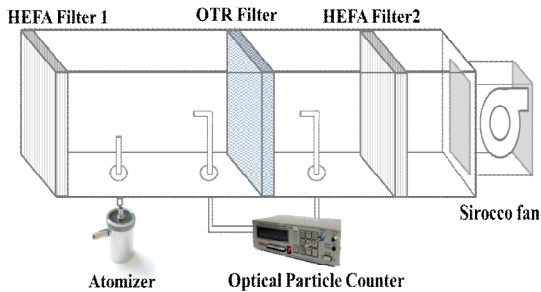 HEFA Filter 1
OTR Filter
HEFA Filter2
Sirocco fan
Atomizer
Optical Particle Counter